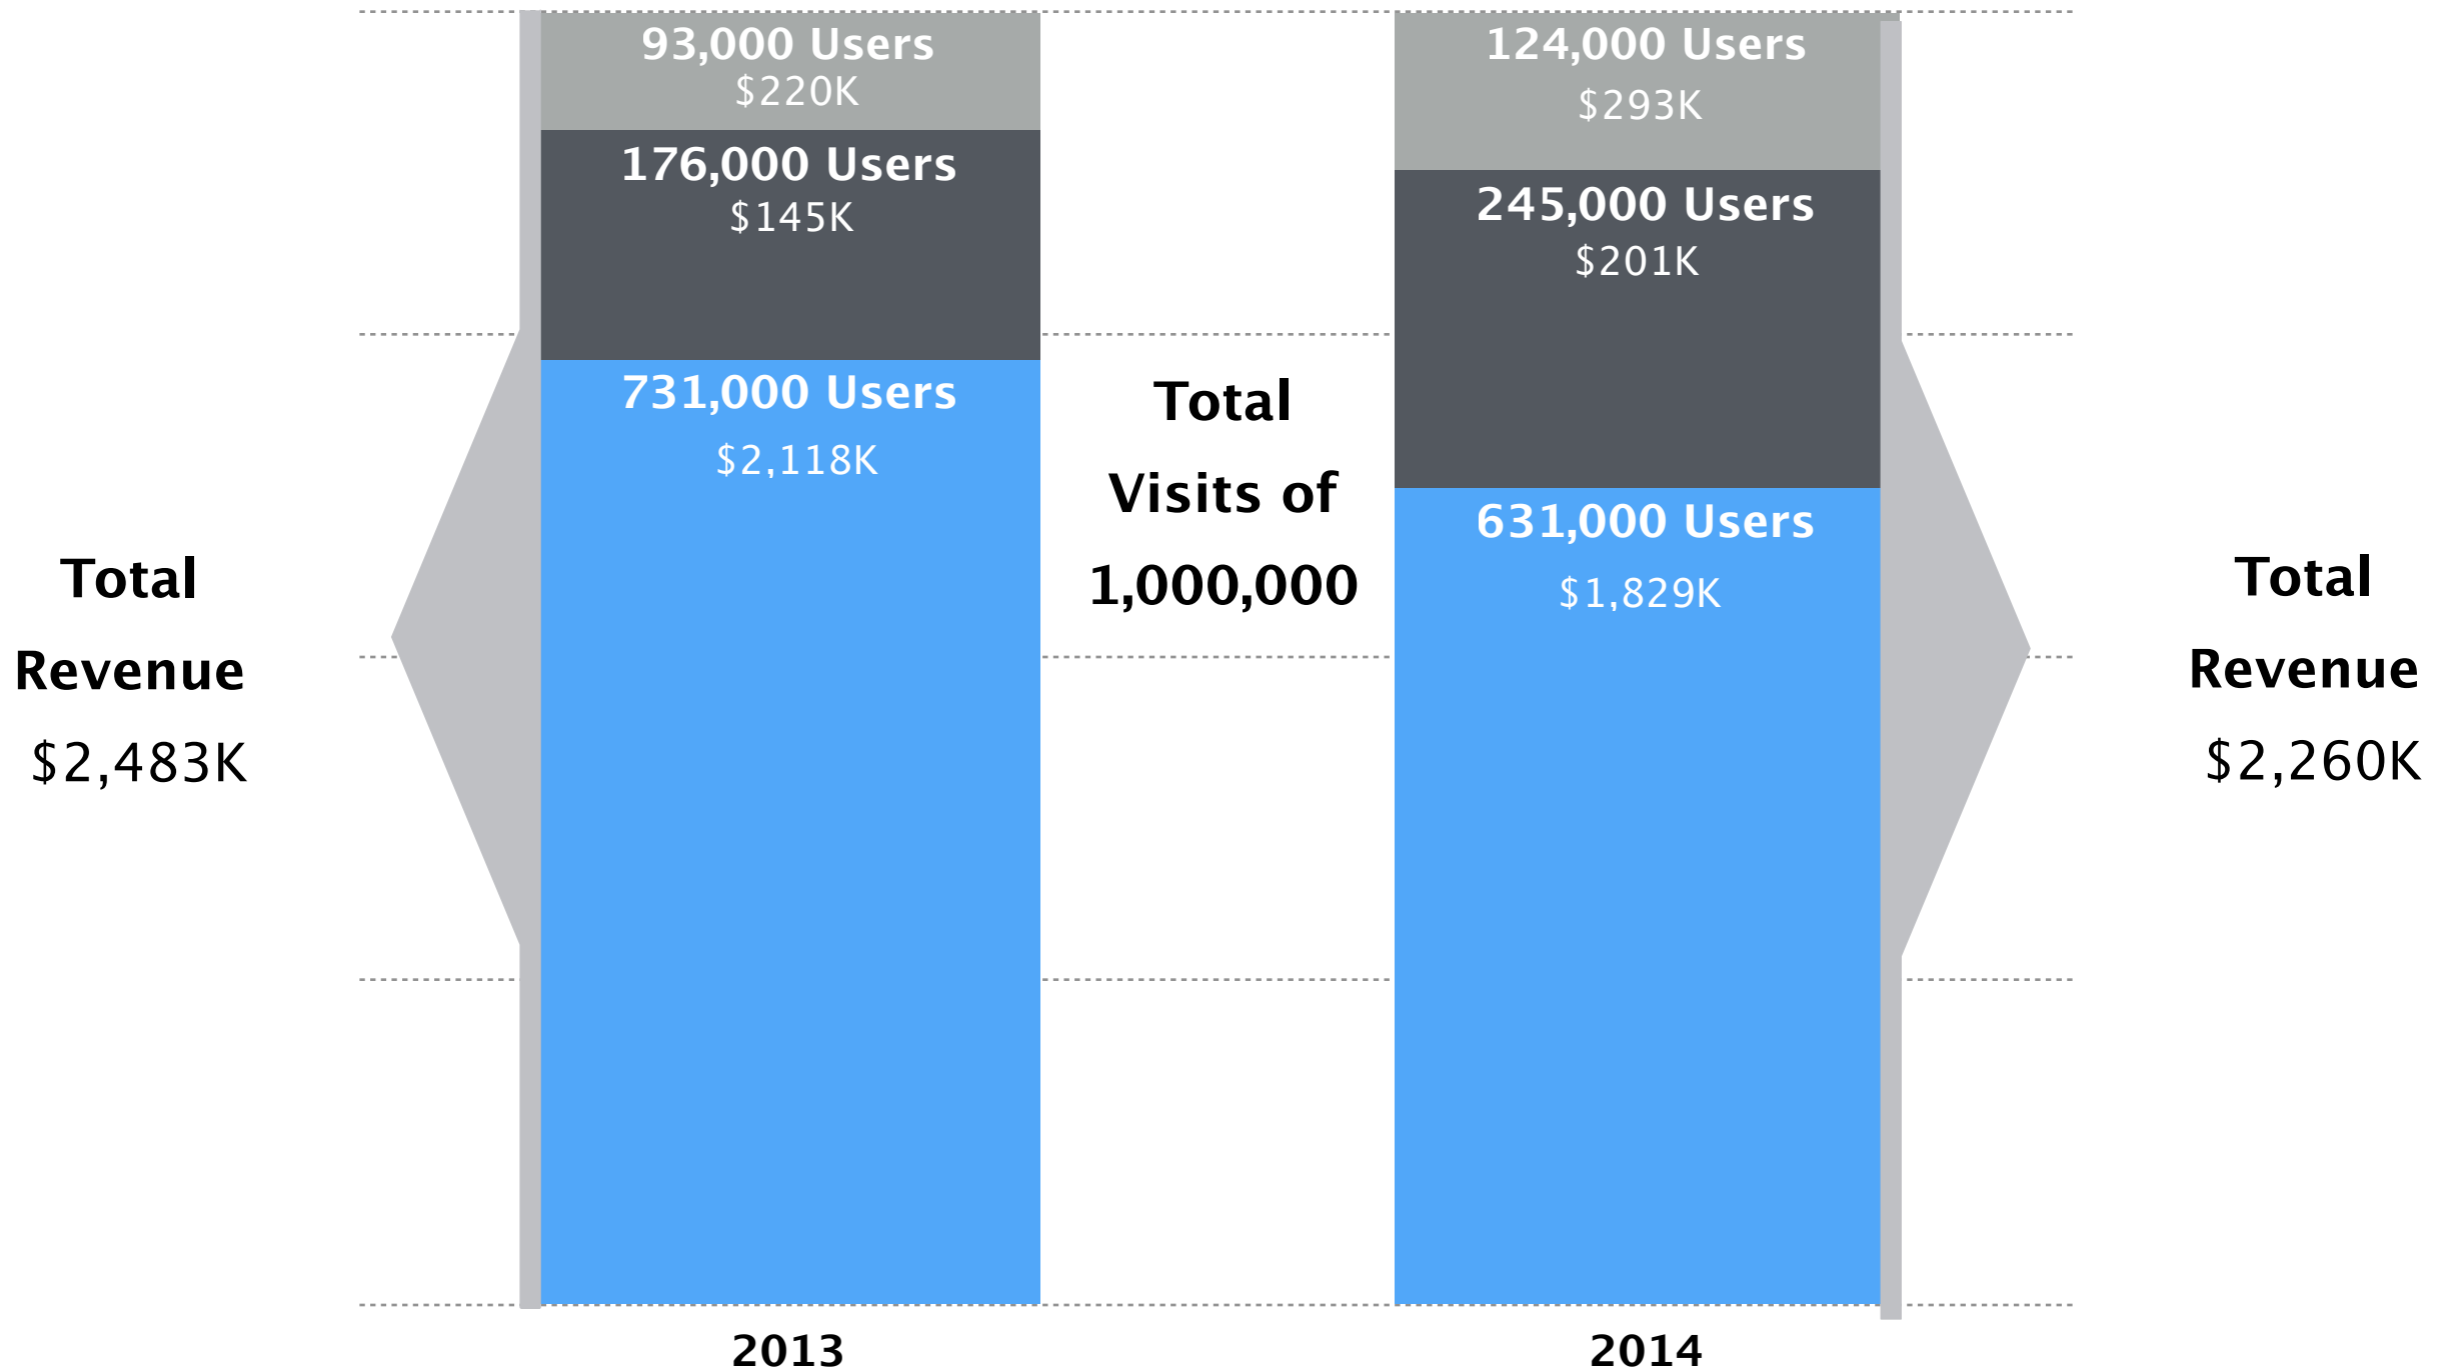 93,000 Users
$220K
176,000 Users
$145K
731,000 Users
$2,118K
124,000 Users
$293K
245,000 Users
$201K
631,000 Users
$1,829K
Total
Visits of
1,000,000
Total
Revenue
$2,483K
Total
Revenue
$2,260K
2013
2014